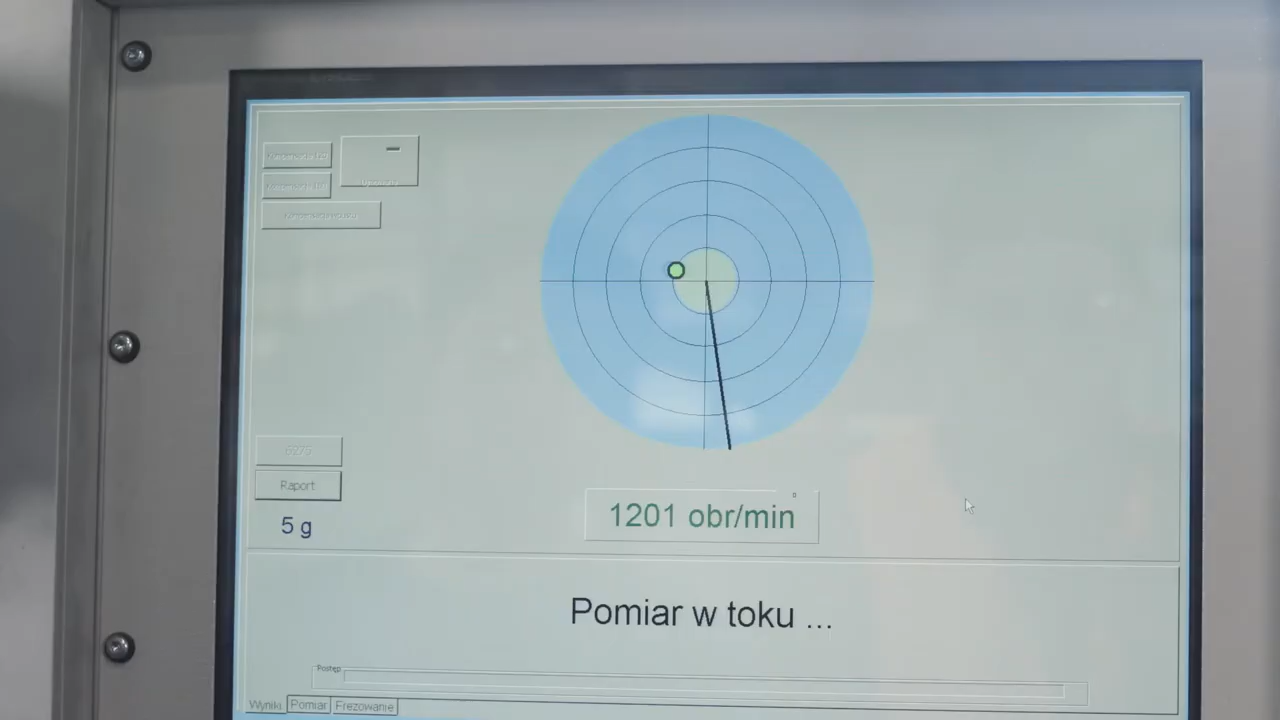 Raport
5 g
1201 obr/min
Pomiar w toku ...
Postęp
Wyniki
Pomiar
Frezowanie